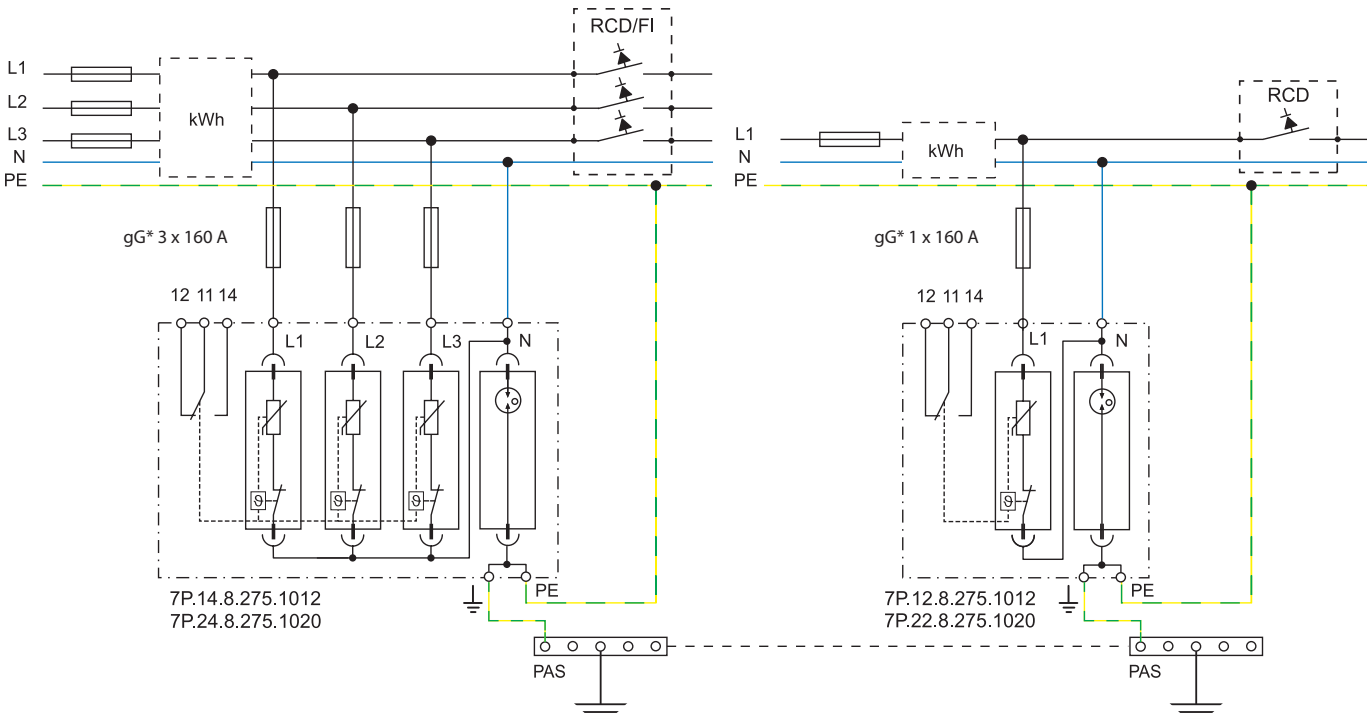 RCD/FI
L1
L2
L3
N
PE
kWh
gG* 3 x 160 A
12 11 14
L1
L2
L3
N
ϑ
ϑ
ϑ
PE
7P.14.8.275.1012
7P.24.8.275.1020
PAS
RCD
L1
N
PE
kWh
gG* 1 x 160 A
12 11 14
L1
N
ϑ
PE
7P.12.8.275.1012
7P.22.8.275.1020
PAS